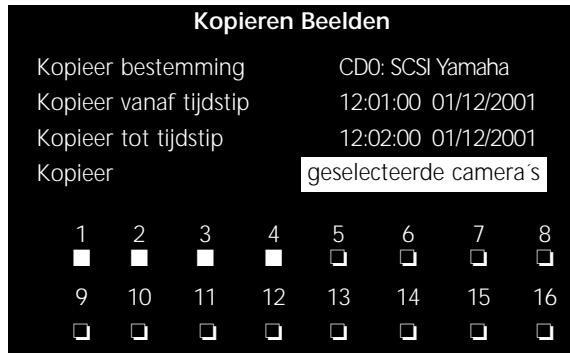 Kopieren Beelden
Kopieer bestemming CD0: SCSI Yamaha
Kopieer vanaf tijdstip 12:01:00 01/12/2001
Kopieer tot tijdstip 12:02:00 01/12/2001
Kopieer geselecteerde camera´s
1 2 3 4 5 6 7 8
9 10 11 12 13 14 15 16